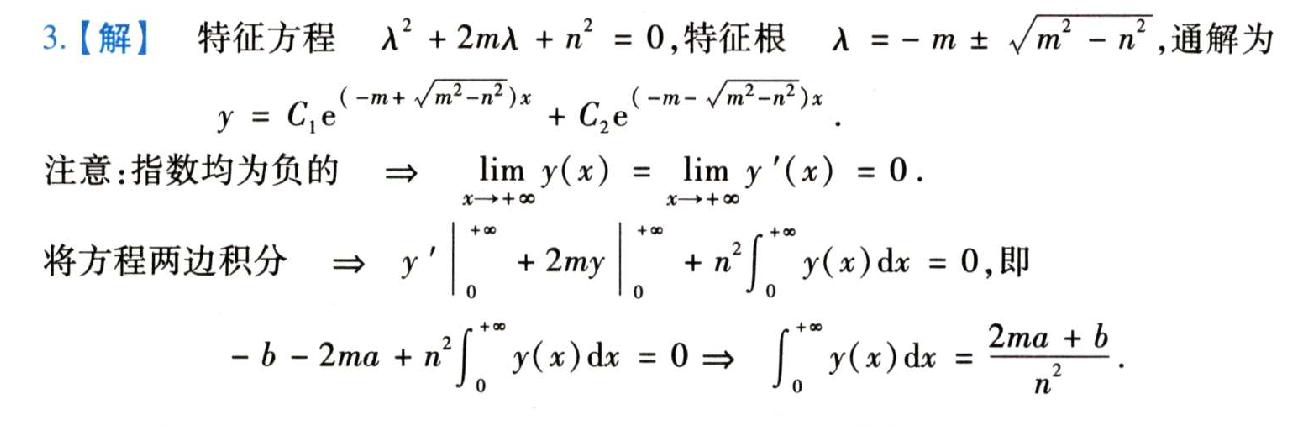 3.【解】 特征方程 λ² + 2mλ + n² = 0,特征根 λ = - m ± √(m² - n²),通解为
y = C₁e^((-m+√(m²-n²))x) + C₂e^((-m-√(m²-n²))x).
注意:指数均为负的 ⇒ lim_{x→+∞} y(x) = lim_{x→+∞} y′(x) = 0.
将方程两边积分 ⇒ y′|₀^{+∞} + 2my|₀^{+∞} + n²∫₀^{+∞} y(x)dx = 0,即
- b - 2ma + n²∫₀^{+∞} y(x)dx = 0 ⇒ ∫₀^{+∞} y(x)dx = (2ma + b)/n².